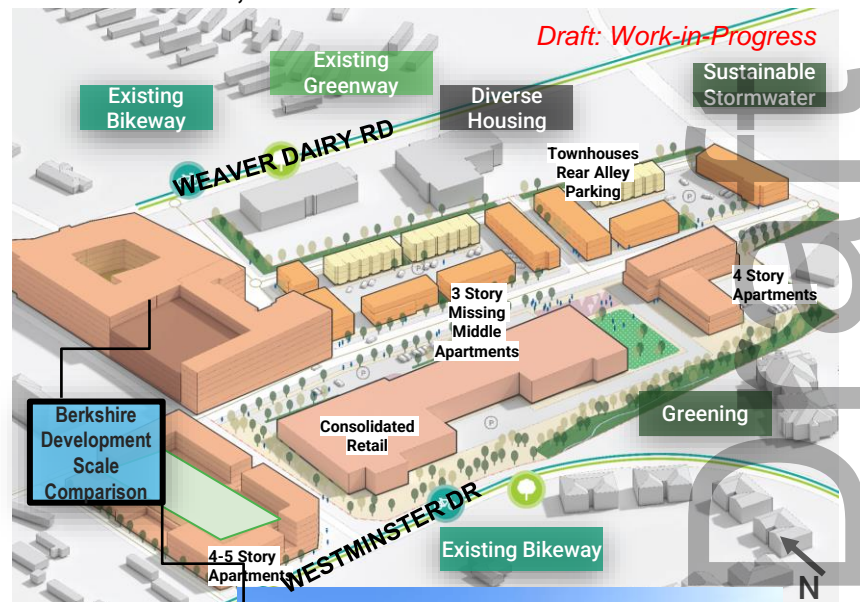 Draft: Work-in-Progress
Existing
Greenway
Sustainable
Stormwater
Existing
Bikeway
Diverse
Housing
WEAVER DAIRY RD
Townhouses
Rear Alley
Parking
P
P
4 Story
Apartments
3 Story
Missing
Middle
Apartments
P
Berkshire
Development
Scale
Comparison
Consolidated
Retail
P
Greening
WESTMINSTER DR
Existing Bikeway
4-5 Story
Apartments
N
Draft